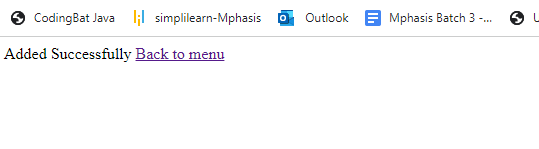 CodingBat Java simplilearn-Mphasis Outlook Mphasis Batch 3 -... U
Added Successfully Back to menu